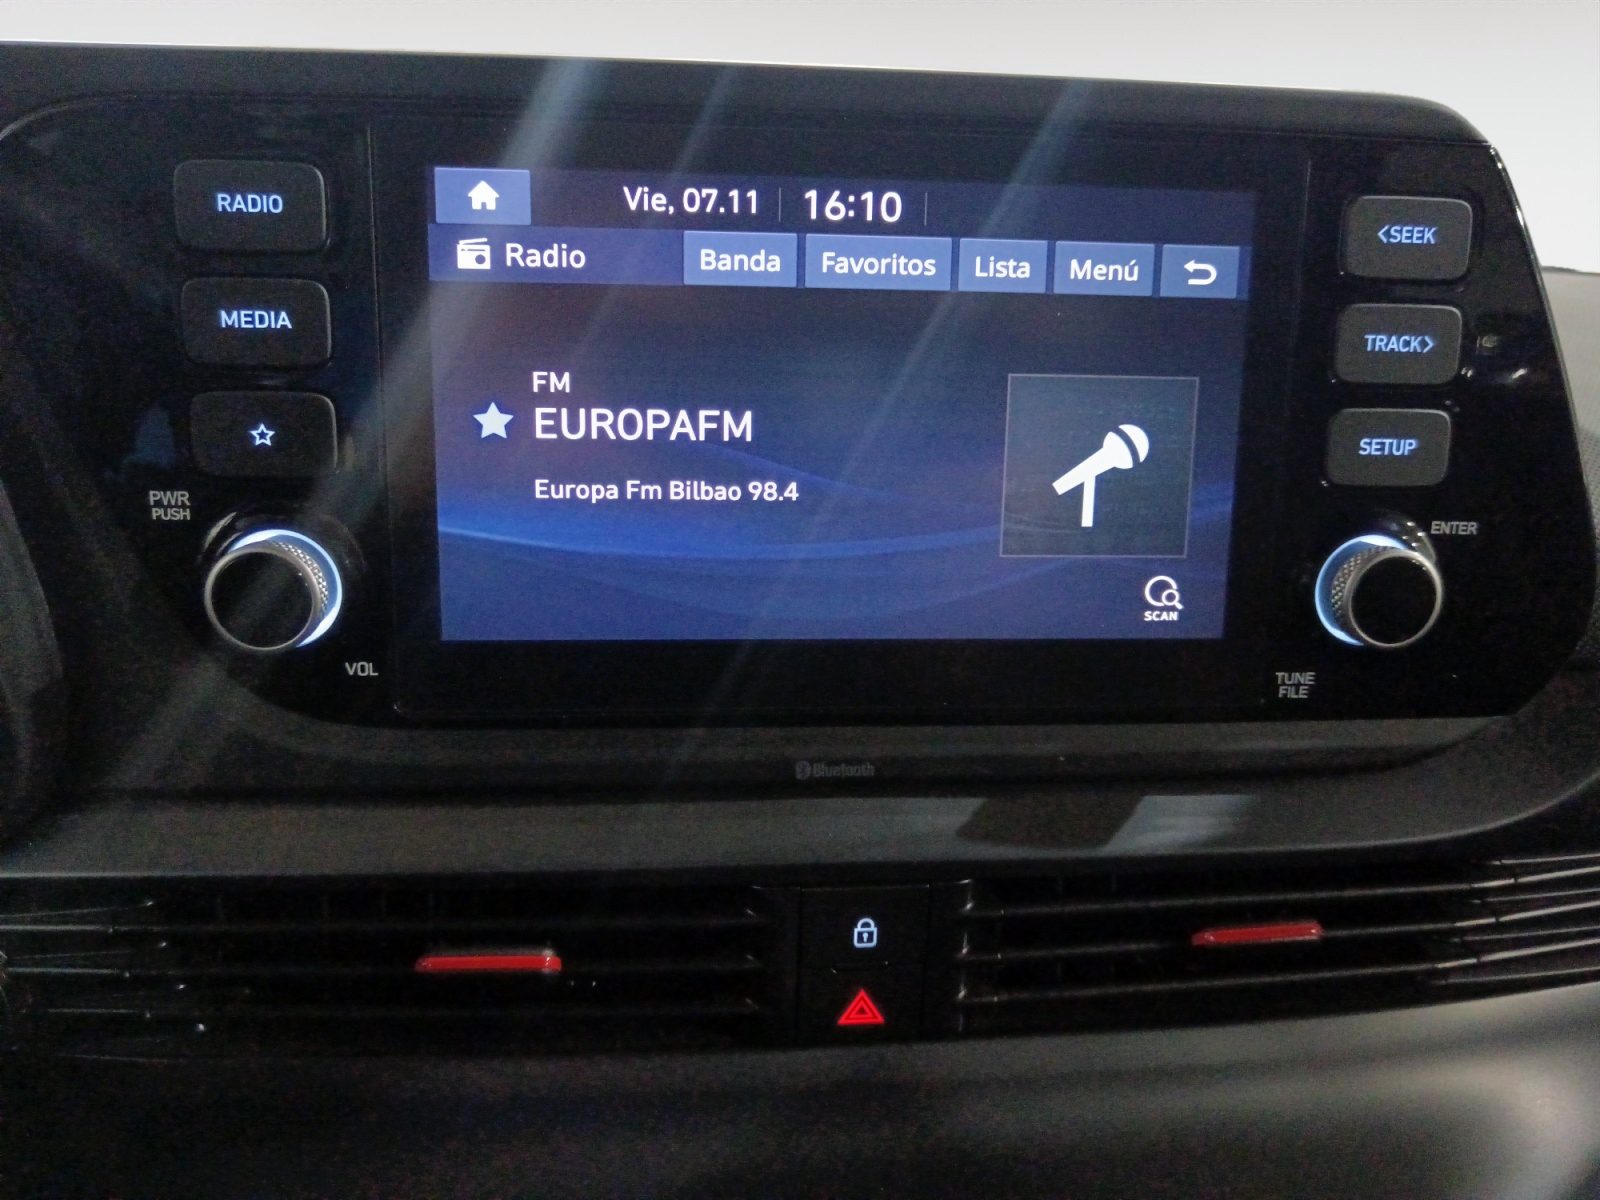 RADIO
MEDIA
PWR
PUSH
VOL
Vie, 07.11 16:10
Radio Banda Favoritos Lista Menú
FM
EUROPAFM
Europa Fm Bilbao 98.4
SCAN
<SEEK
TRACK>
SETUP
ENTER
TUNE
FILE
Bluetooth